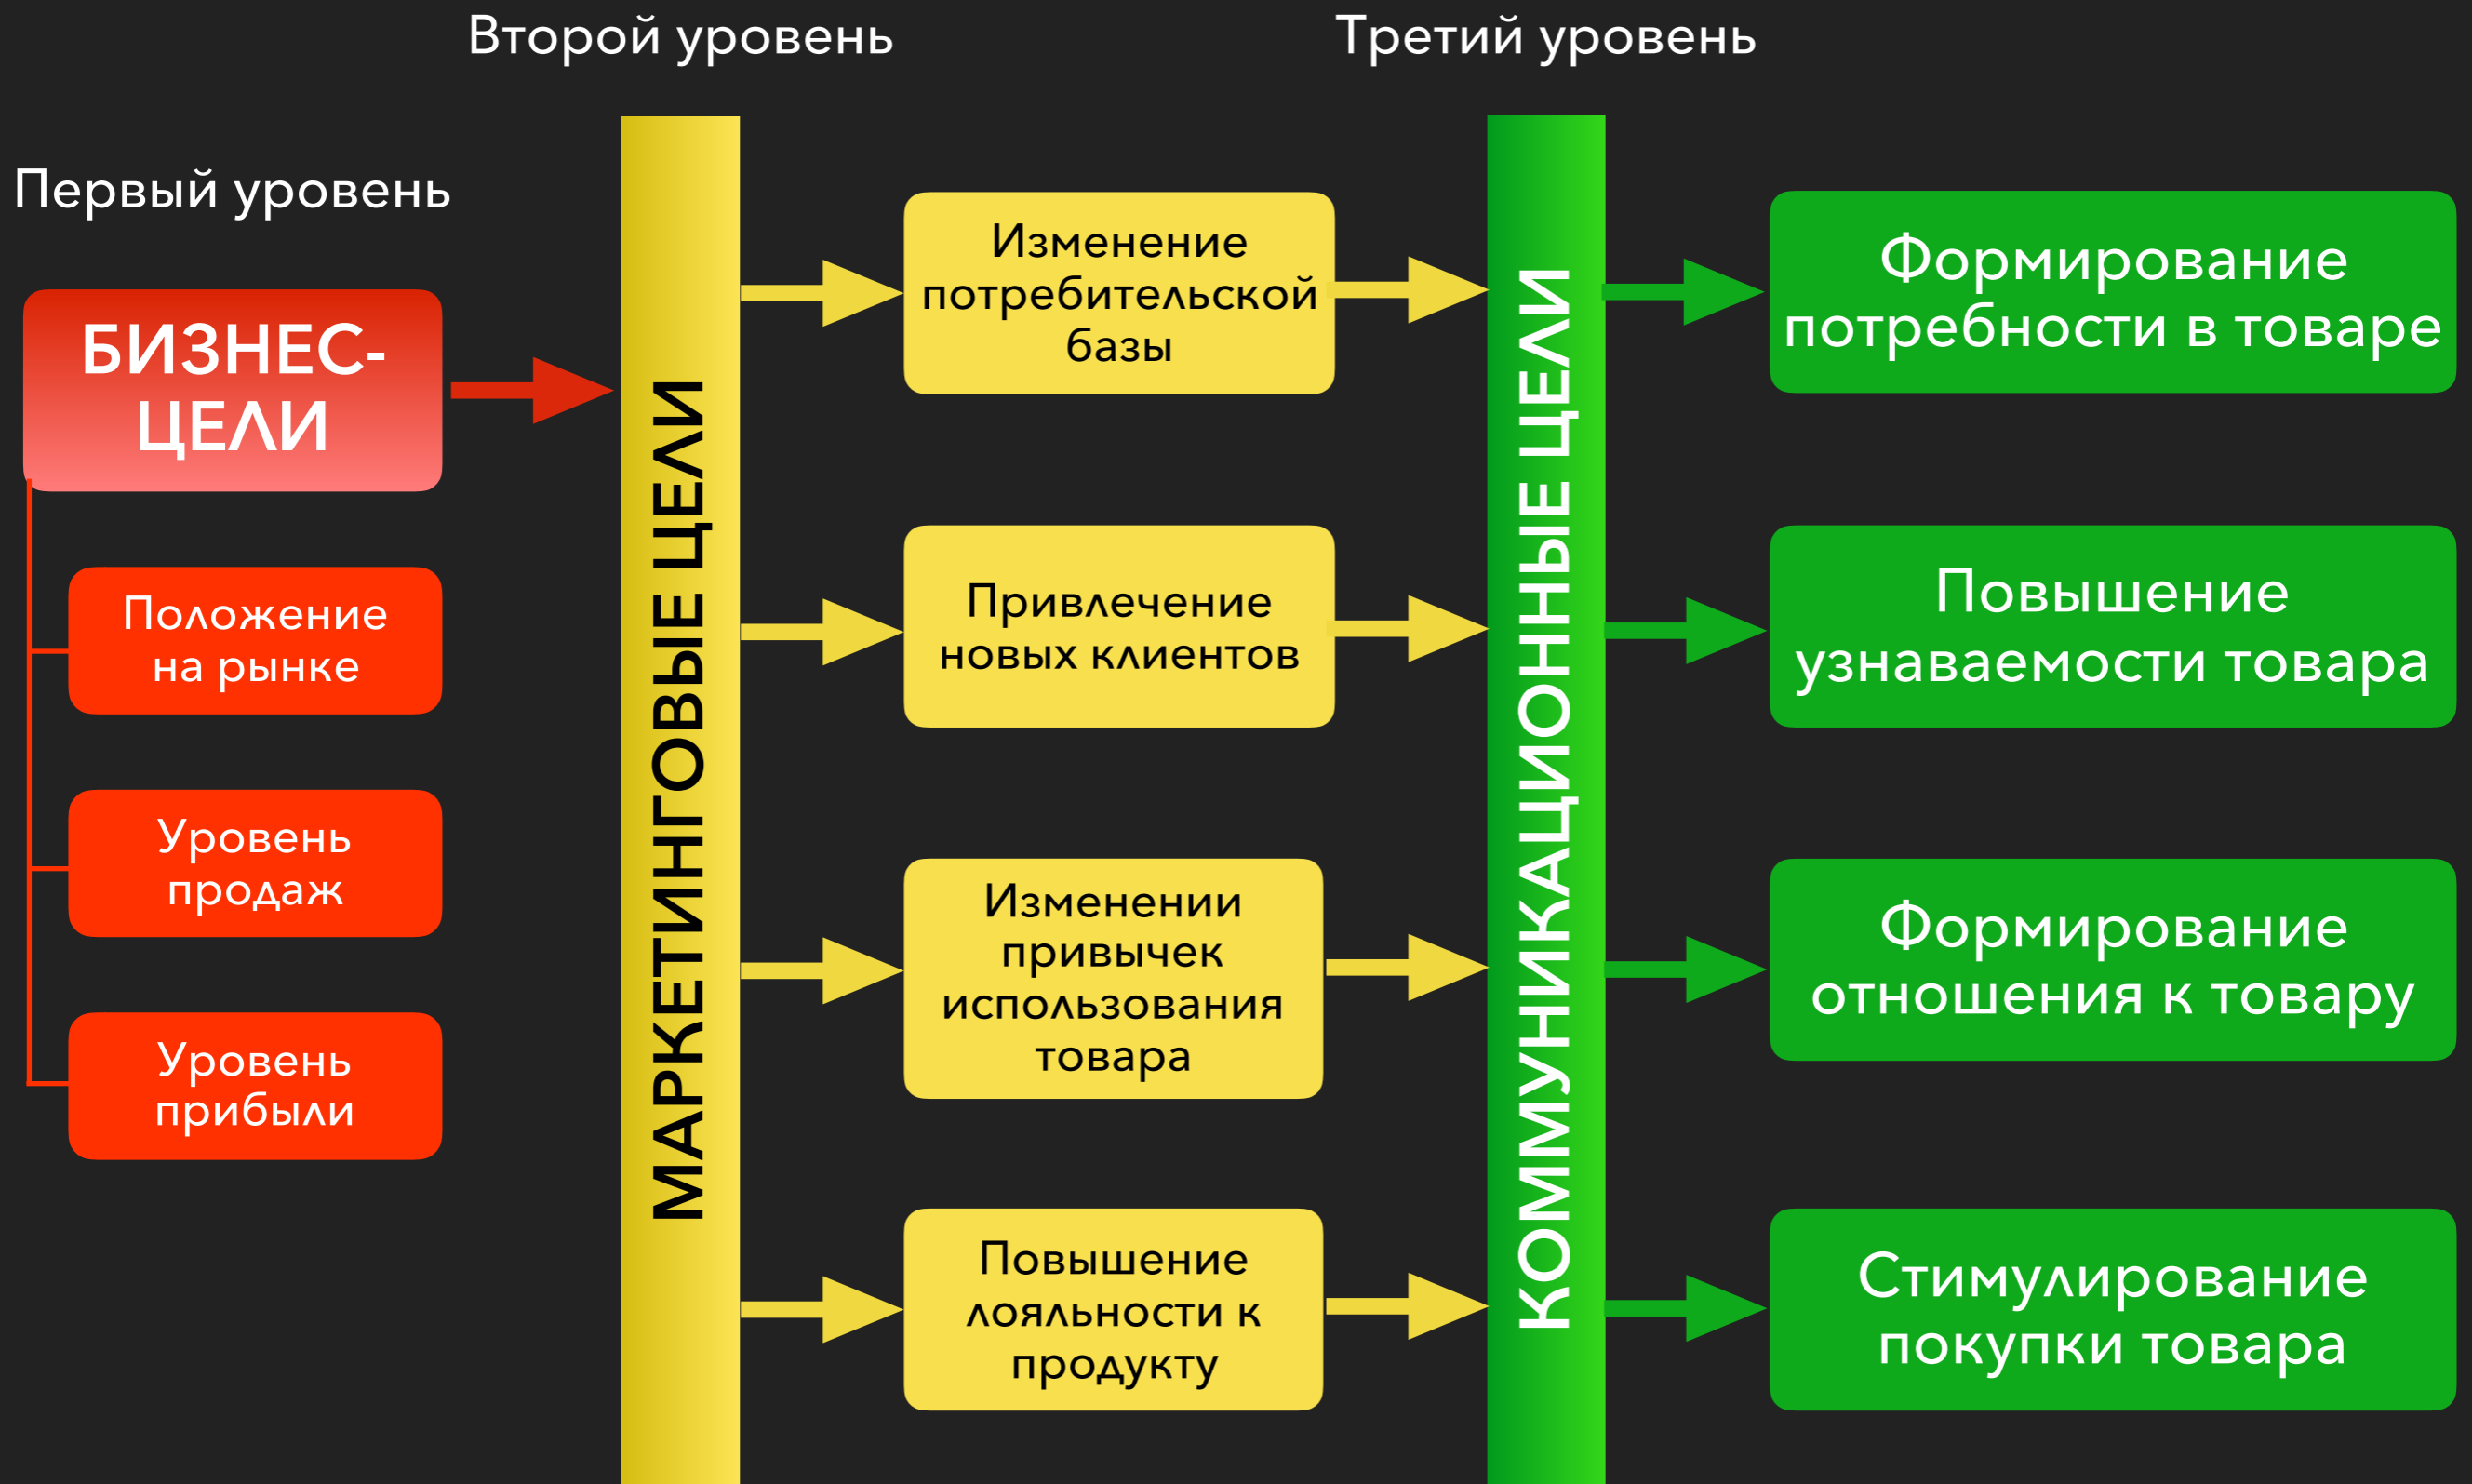 Второй уровень
Третий уровень
Первый уровень
БИЗНЕС-
ЦЕЛИ
Положение
на рынке
Уровень
продаж
Уровень
прибыли
МАРКЕТИНГОВЫЕ ЦЕЛИ
Изменение
потребительской
базы
Привлечение
новых клиентов
Изменении
привычек
использования
товара
Повышение
лояльности к
продукту
КОММУНИКАЦИОННЫЕ ЦЕЛИ
Формирование
потребности в товаре
Повышение
узнаваемости товара
Формирование
отношения к товару
Стимулирование
покупки товара